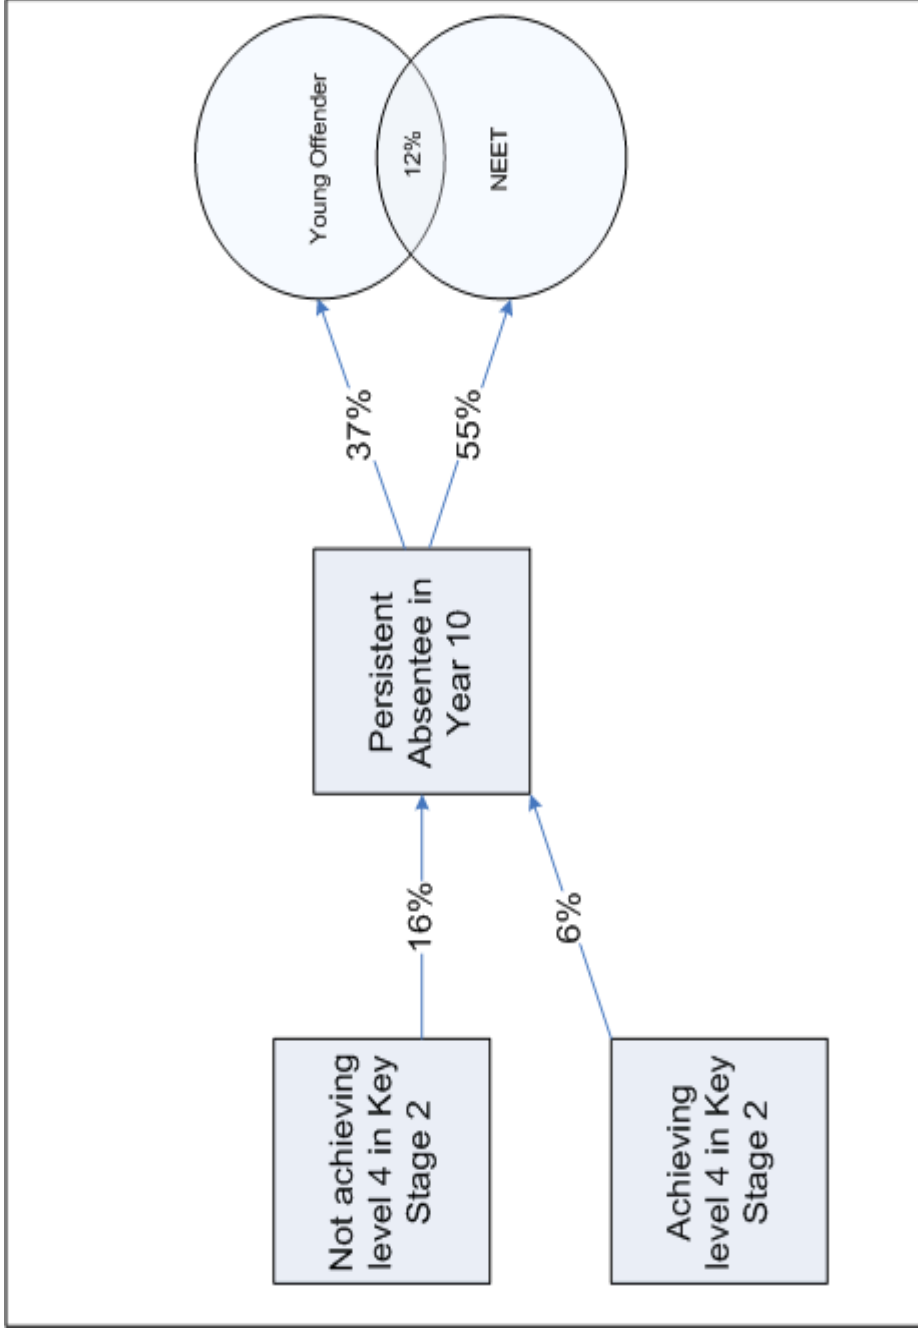 Not achieving
level 4 in Key
Stage 2
16%
Achieving
level 4 in Key
Stage 2
6%
Persistent
Absentee in
Year 10
37%
55%
Young Offender
12%
NEET